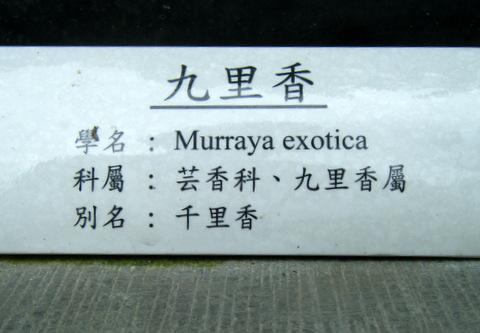 九里香
學名：Murraya exotica
科屬：芸香科、九里香屬
別名：千里香